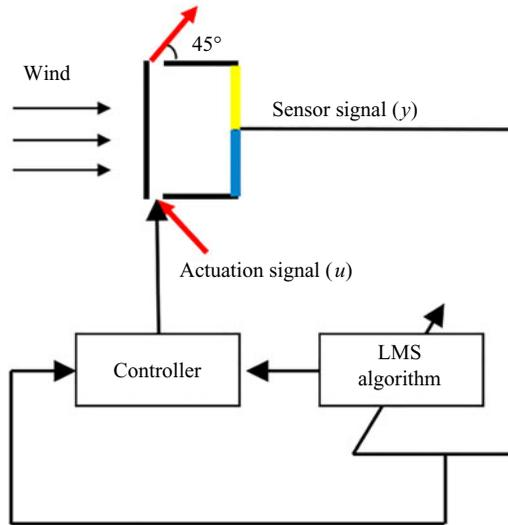 45°
Wind
Sensor signal (y)
Actuation signal (u)
Controller
LMS
algorithm